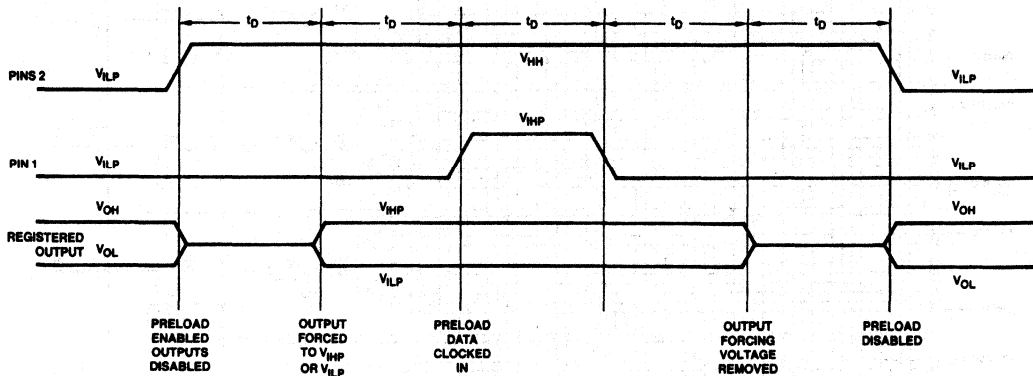 tD tD tD tD tD
PINS 2 VILP VHH VILP
VIHP
PIN 1 VILP VILP
VOH VIHP VOH
REGISTERED
OUTPUT VOL VILP VOL
PRELOAD
ENABLED
OUTPUTS
DISABLED
OUTPUT
FORCED
TO VIHP
OR VILP
PRELOAD
DATA
CLOCKED
IN
OUTPUT
FORCING
VOLTAGE
REMOVED
PRELOAD
DISABLED